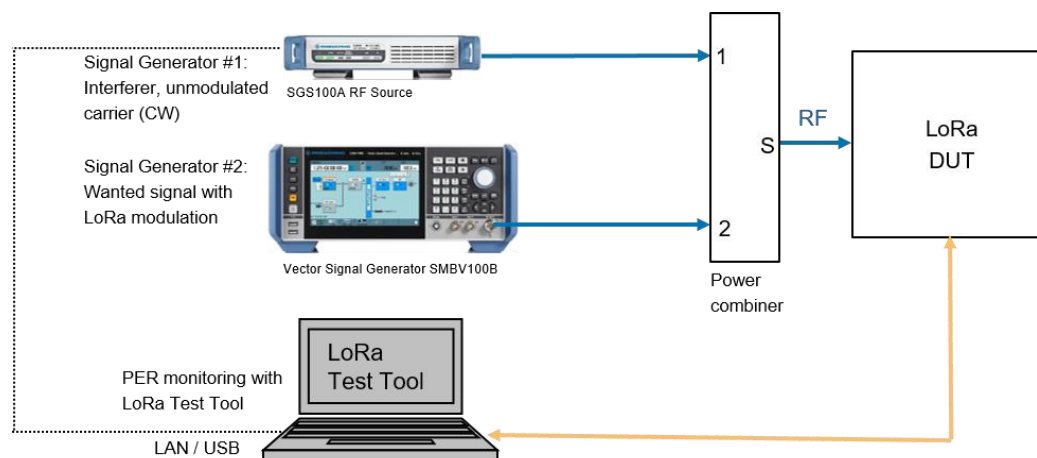 Signal Generator #1:
Interferer, unmodulated
carrier (CW)
SGS100A RF Source
1
Signal Generator #2:
Wanted signal with
LoRa modulation
Vector Signal Generator SMBV100B
2
S
Power
combiner
RF
LoRa
DUT
PER monitoring with
LoRa Test Tool
LoRa
Test Tool
LAN / USB